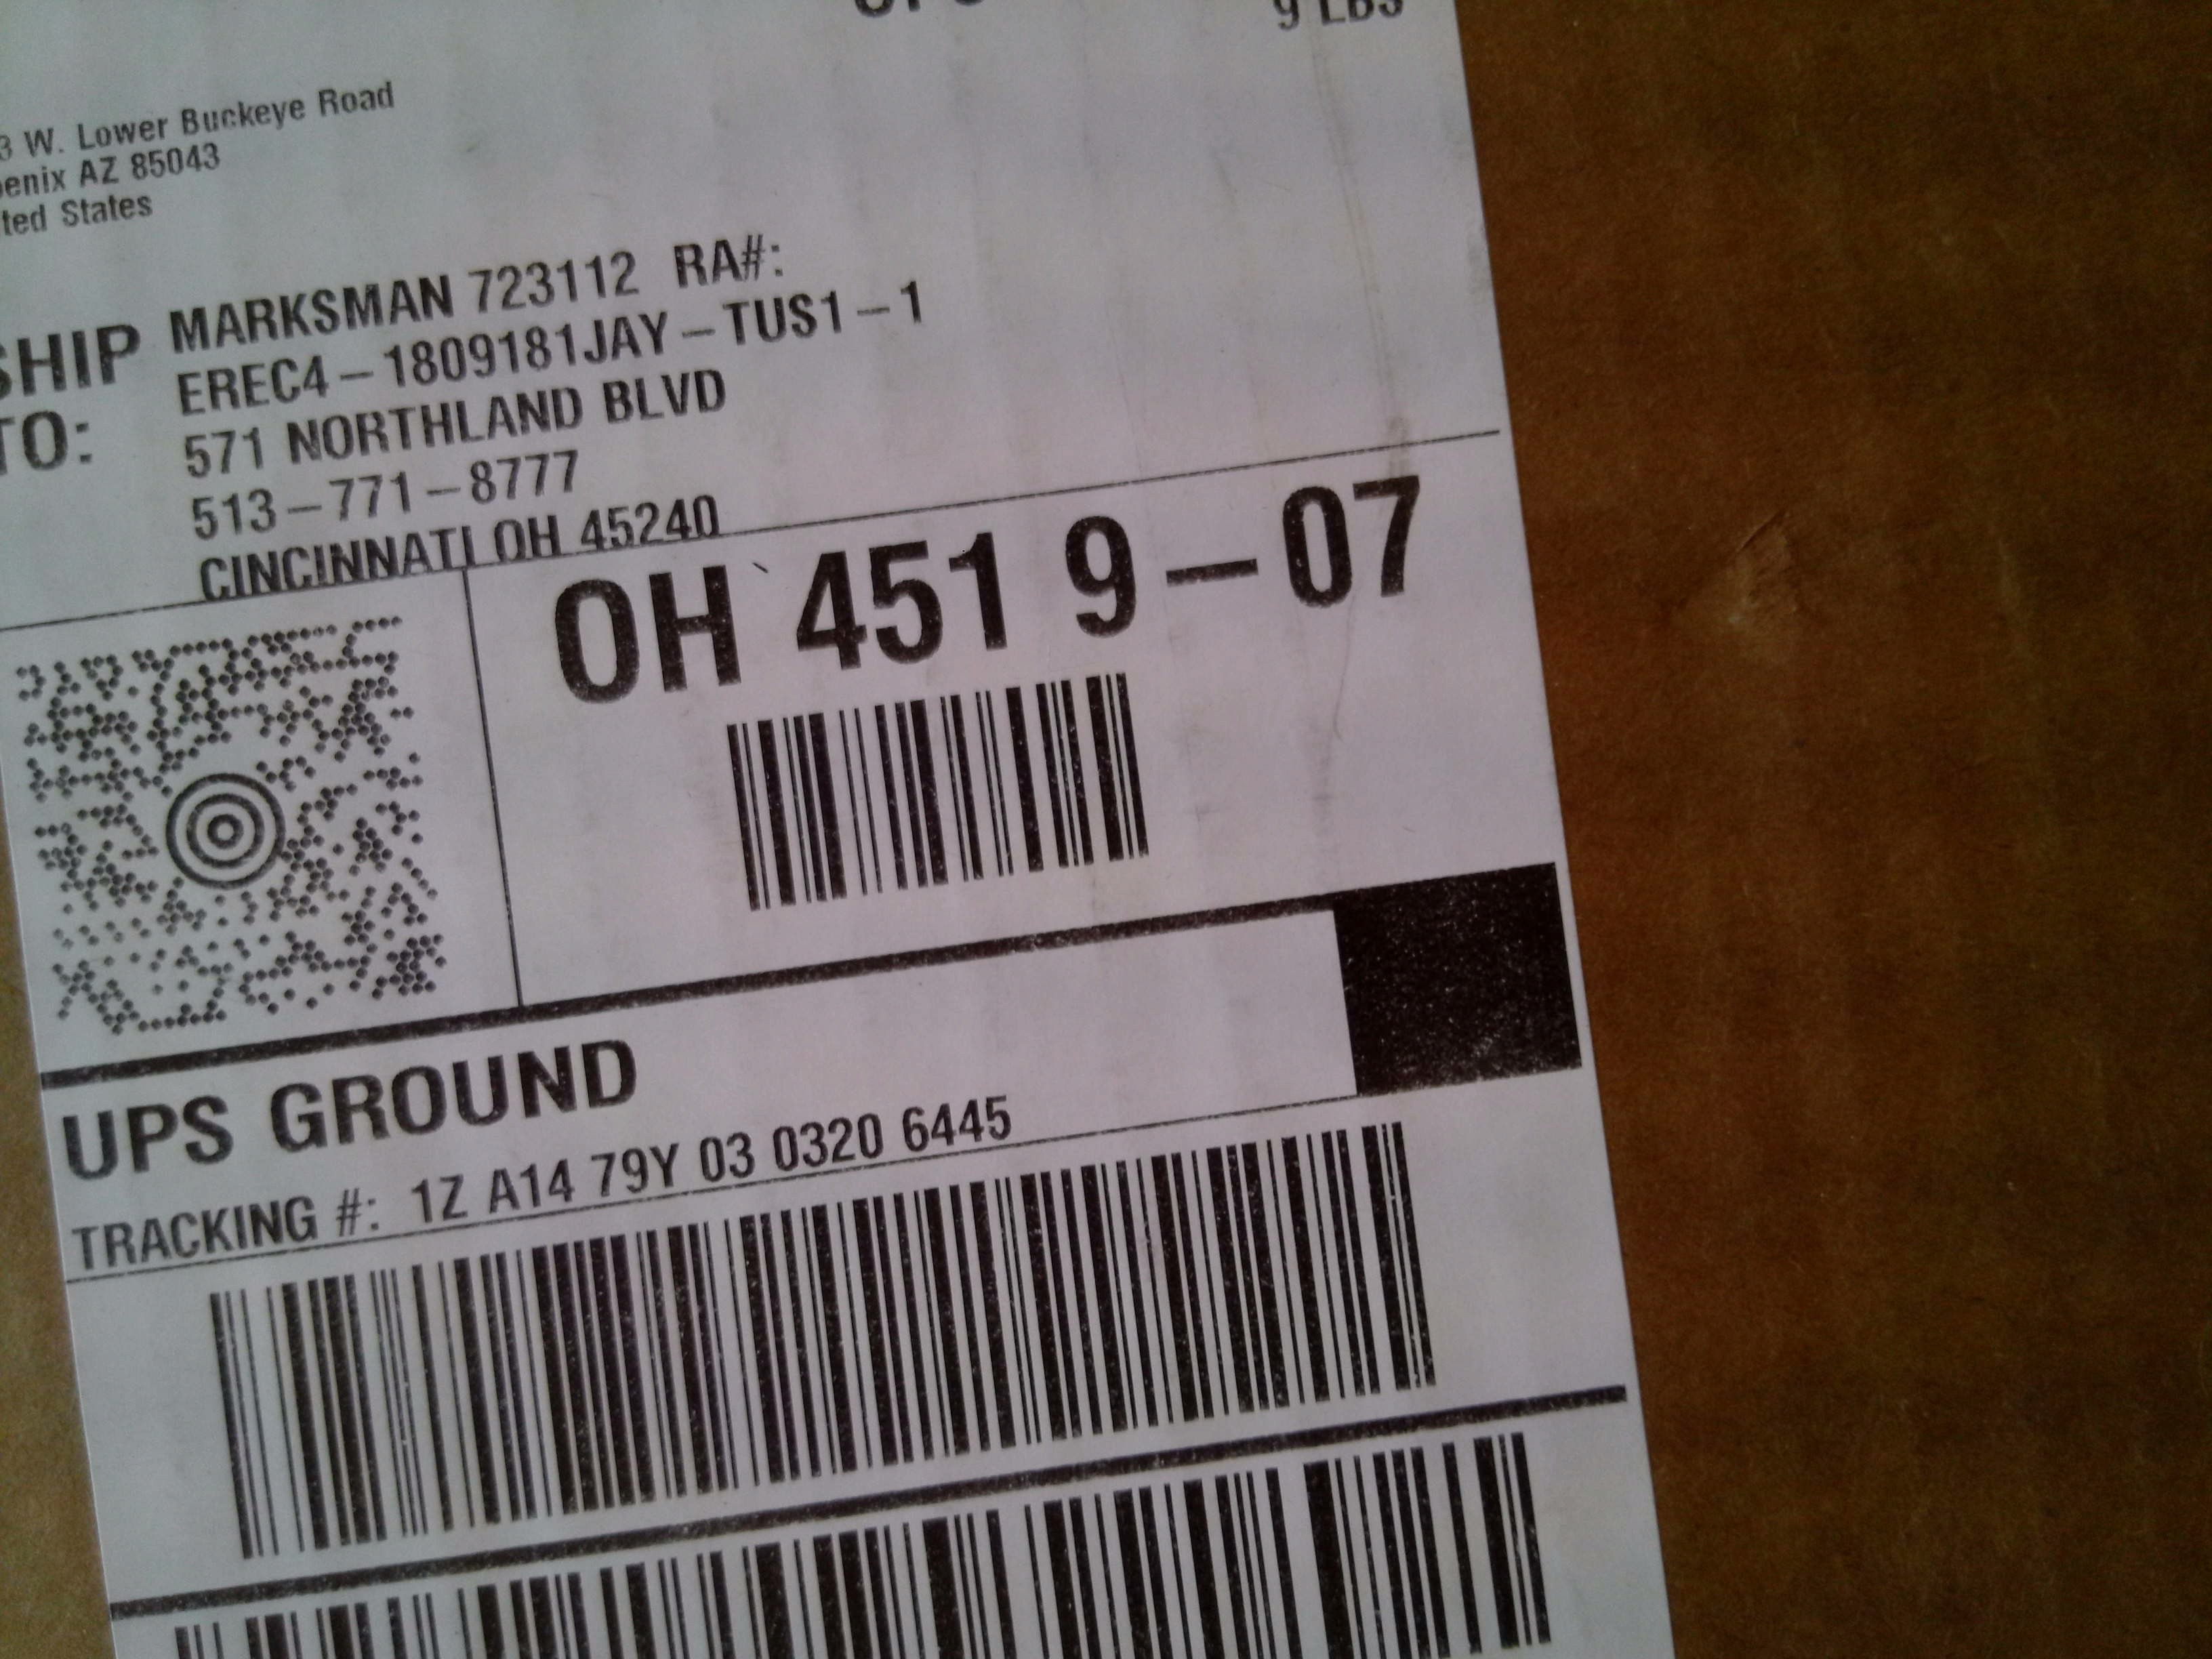 9 LBS
3 W. Lower Buckeye Road
enix AZ 85043
ted States
SHIP TO:
MARKSMAN 723112 RA#:
EREC4-1809181JAY-TUS1-1
571 NORTHLAND BLVD
513-771-8777
CINCINNATI OH 45240
OH 451 9-07
UPS GROUND
TRACKING #: 1Z A14 79Y 03 0320 6445